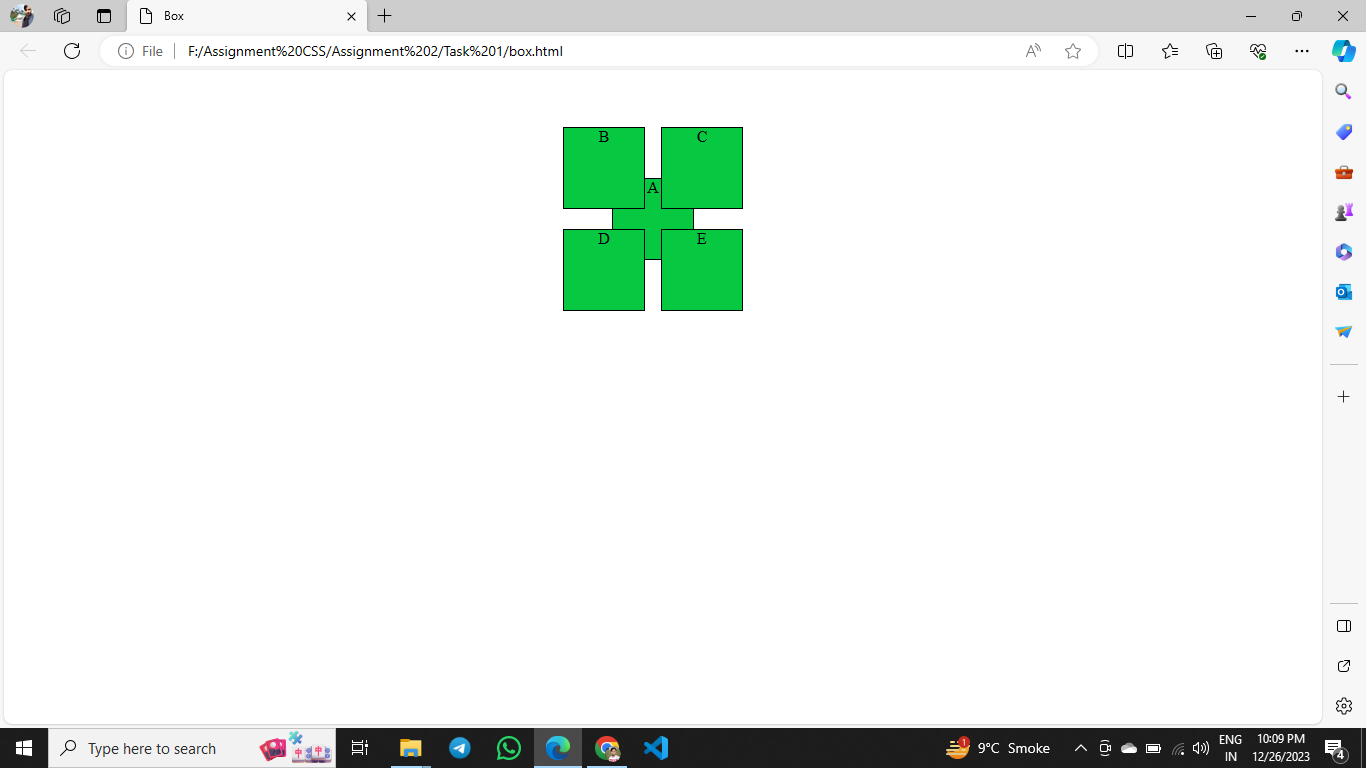 Box
File
F:/Assignment%20CSS/Assignment%202/Task%201/box.html
B
C
A
D
E
Type here to search
1
9°C Smoke
ENG
IN
10:09 PM
12/26/2023
4